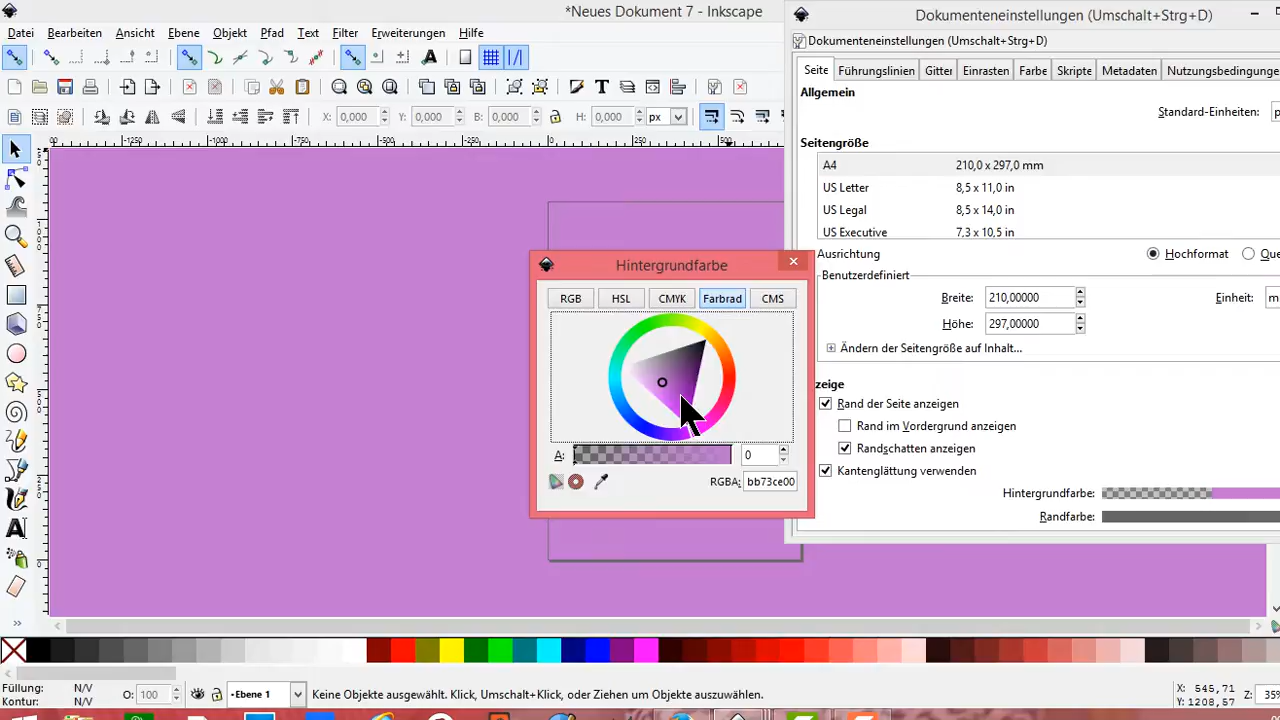 *Neues Dokument 7 - Inkscape
Datei Bearbeiten Ansicht Ebene Objekt Pfad Text Filter Erweiterungen Hilfe
X: 0,000 Y: 0,000 B: 0,000 H: 0,000 px
Dokumenteneinstellungen (Umschalt+Strg+D)
Dokumenteneinstellungen (Umschalt+Strg+D)
Seite Führungslinien Gitter Einrasten Farbe Skripte Metadaten Nutzungsbedingunge
Allgemein
Standard-Einheiten:
Seitengröße
A4 210,0 x 297,0 mm
US Letter 8,5 x 11,0 in
US Legal 8,5 x 14,0 in
US Executive 7,3 x 10,5 in
Ausrichtung Hochformat Que
Benutzerdefiniert
Breite: 210,00000 Einheit: m
Höhe: 297,00000
Ändern der Seitengröße auf Inhalt...
zeige
Rand der Seite anzeigen
Rand im Vordergrund anzeigen
Randschatten anzeigen
Kantenglättung verwenden
Hintergrundfarbe:
Randfarbe:
Hintergrundfarbe
RGB HSL CMYK Farbrad CMS
A: 0
RGBA: bb73ce00
Füllung: N/V
Kontur: N/V
O: 100
Ebene 1
Keine Objekte ausgewählt. Klick, Umschalt+Klick, oder Ziehen um Objekte auszuwählen.
X: 545,71
Y: 1208,57
Z: 35%